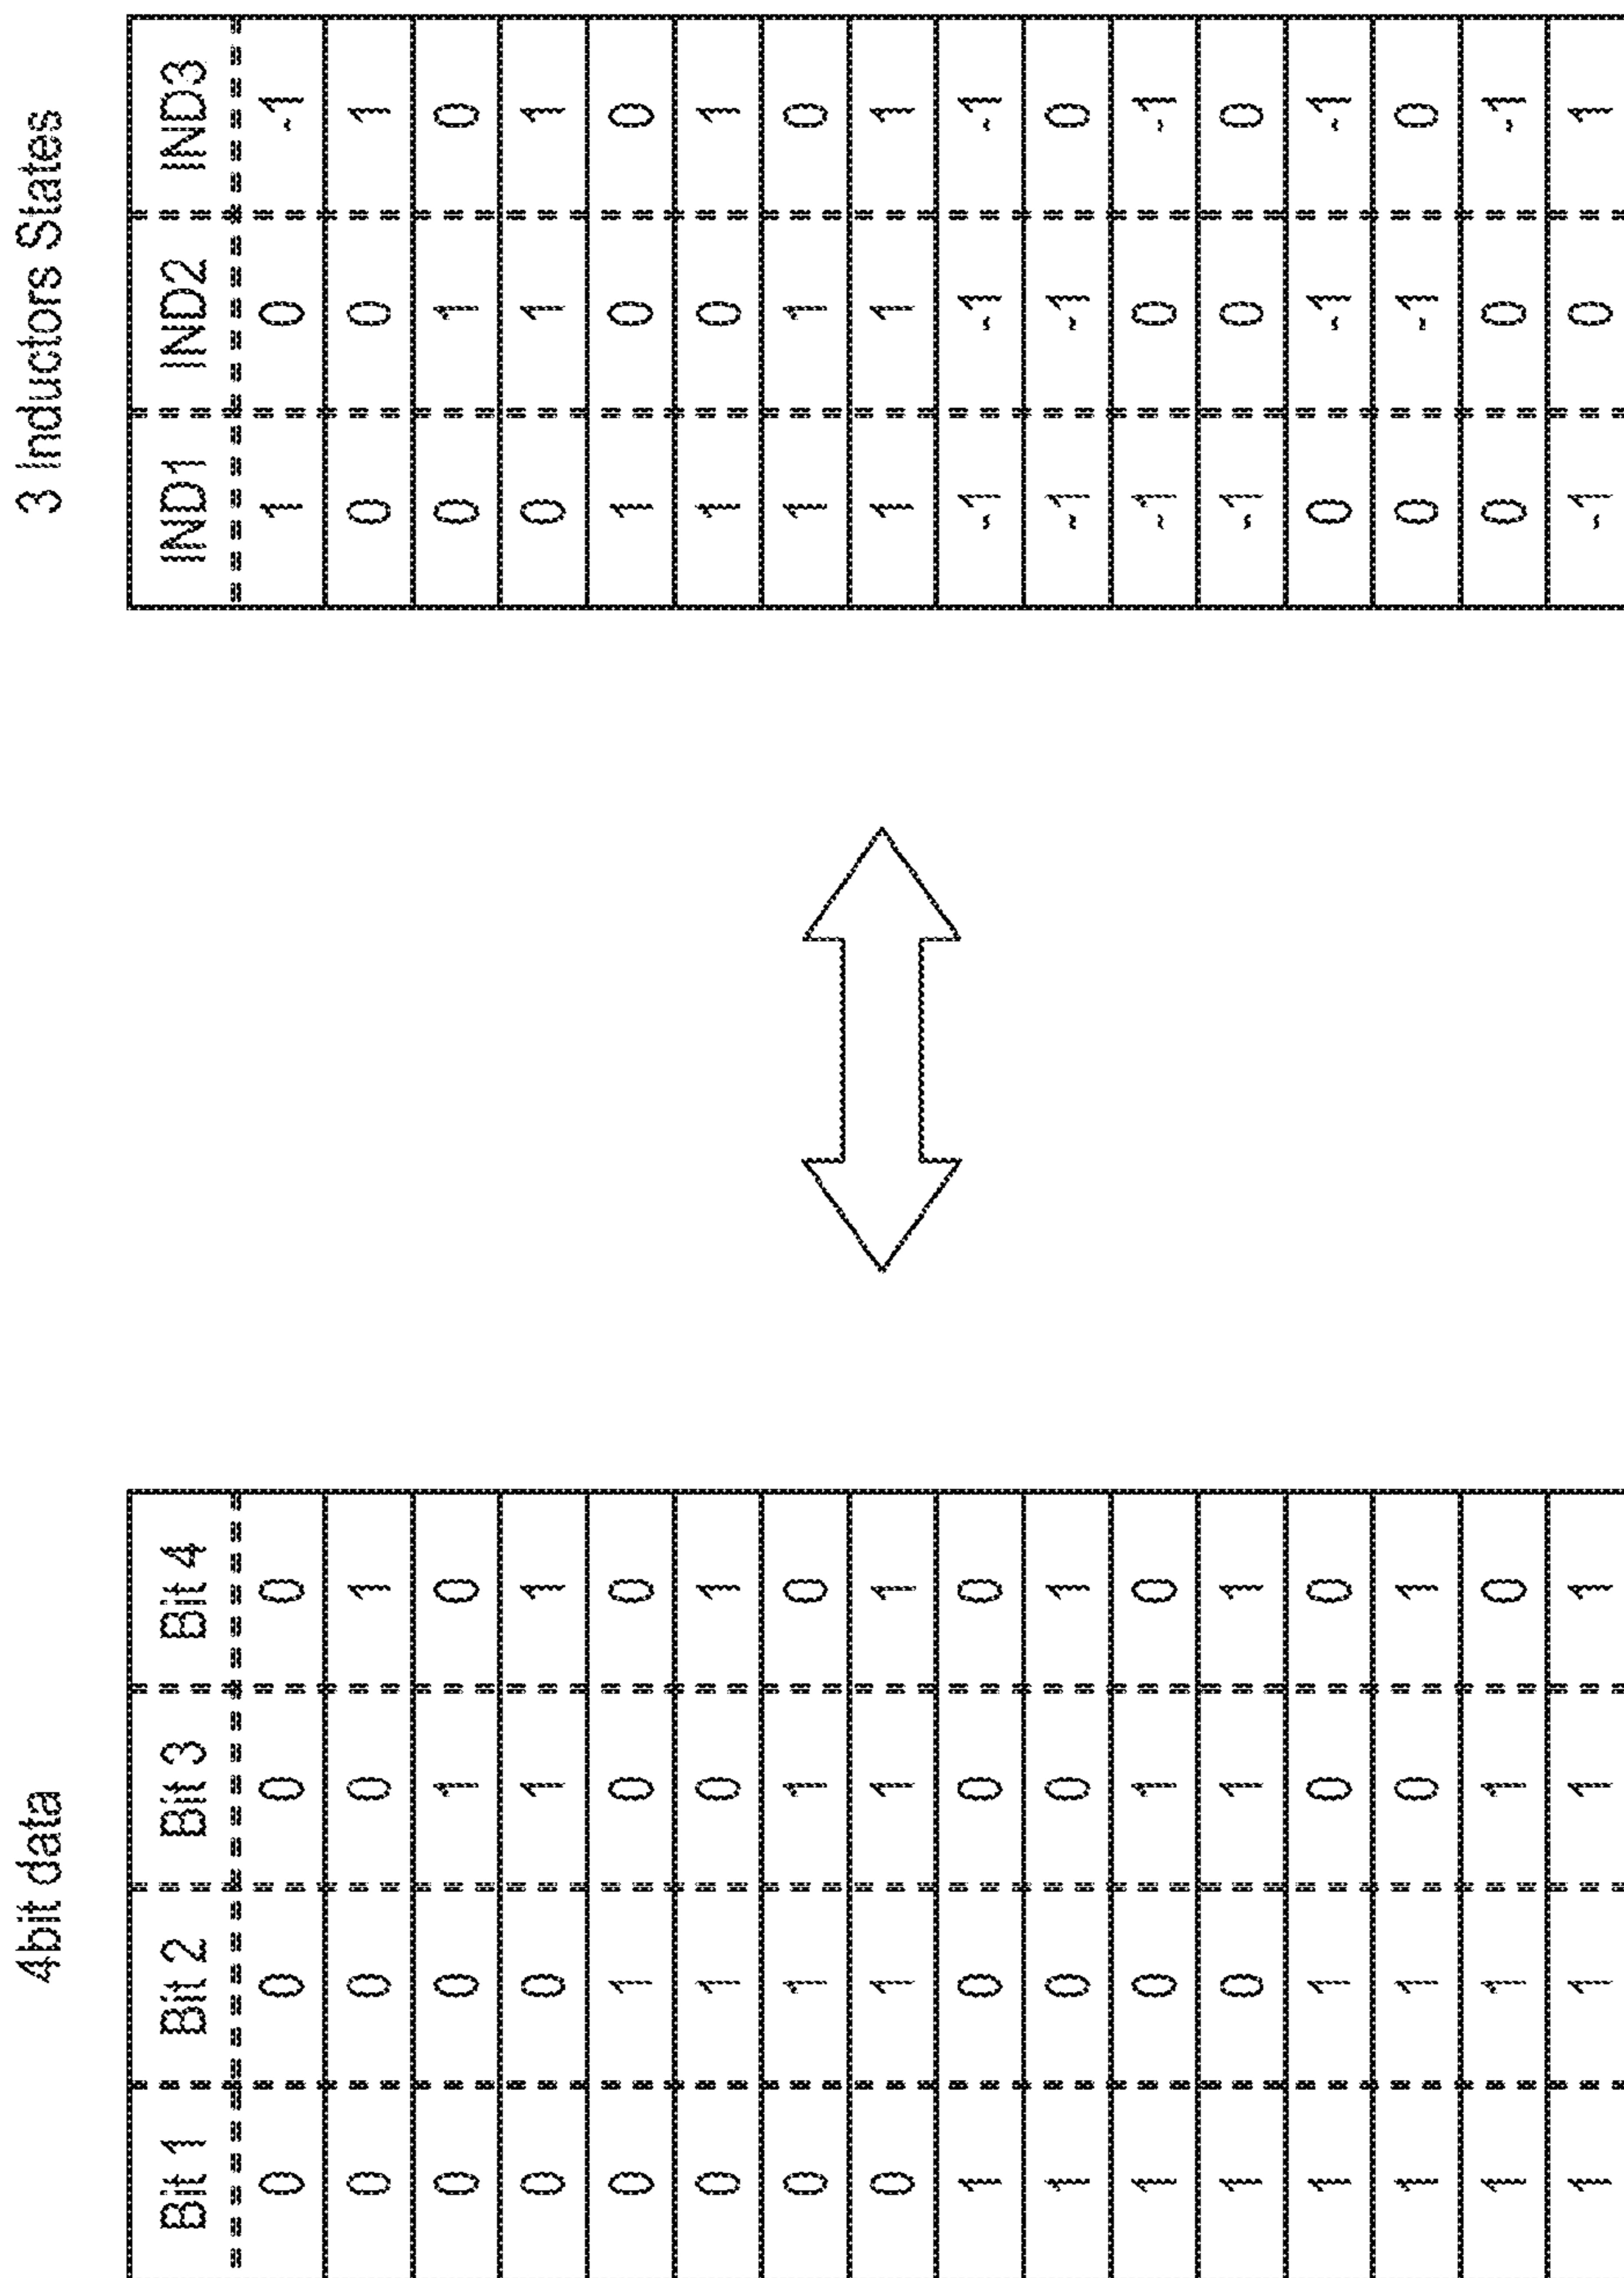 4bit data
Bit 1 Bit 2 Bit 3 Bit 4
0 0 0 0
0 0 0 1
0 0 1 0
0 0 1 1
0 1 0 0
0 1 0 1
0 1 1 0
0 1 1 1
1 0 0 0
1 0 0 1
1 0 1 0
1 0 1 1
1 1 0 0
1 1 0 1
1 1 1 0
1 1 1 1
3 Inductors States
IND1 IND2 IND3
1 0 -1
0 0 1
0 1 0
0 1 1
1 0 0
1 0 1
1 1 0
1 1 1
-1 -1 -1
-1 -1 0
-1 0 -1
-1 0 0
0 -1 -1
0 -1 0
0 0 -1
-1 0 1